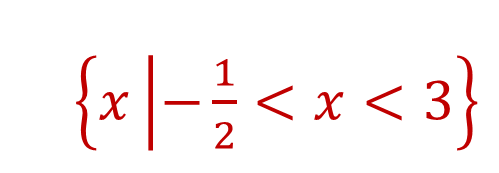 {x | −1/2 < x < 3}